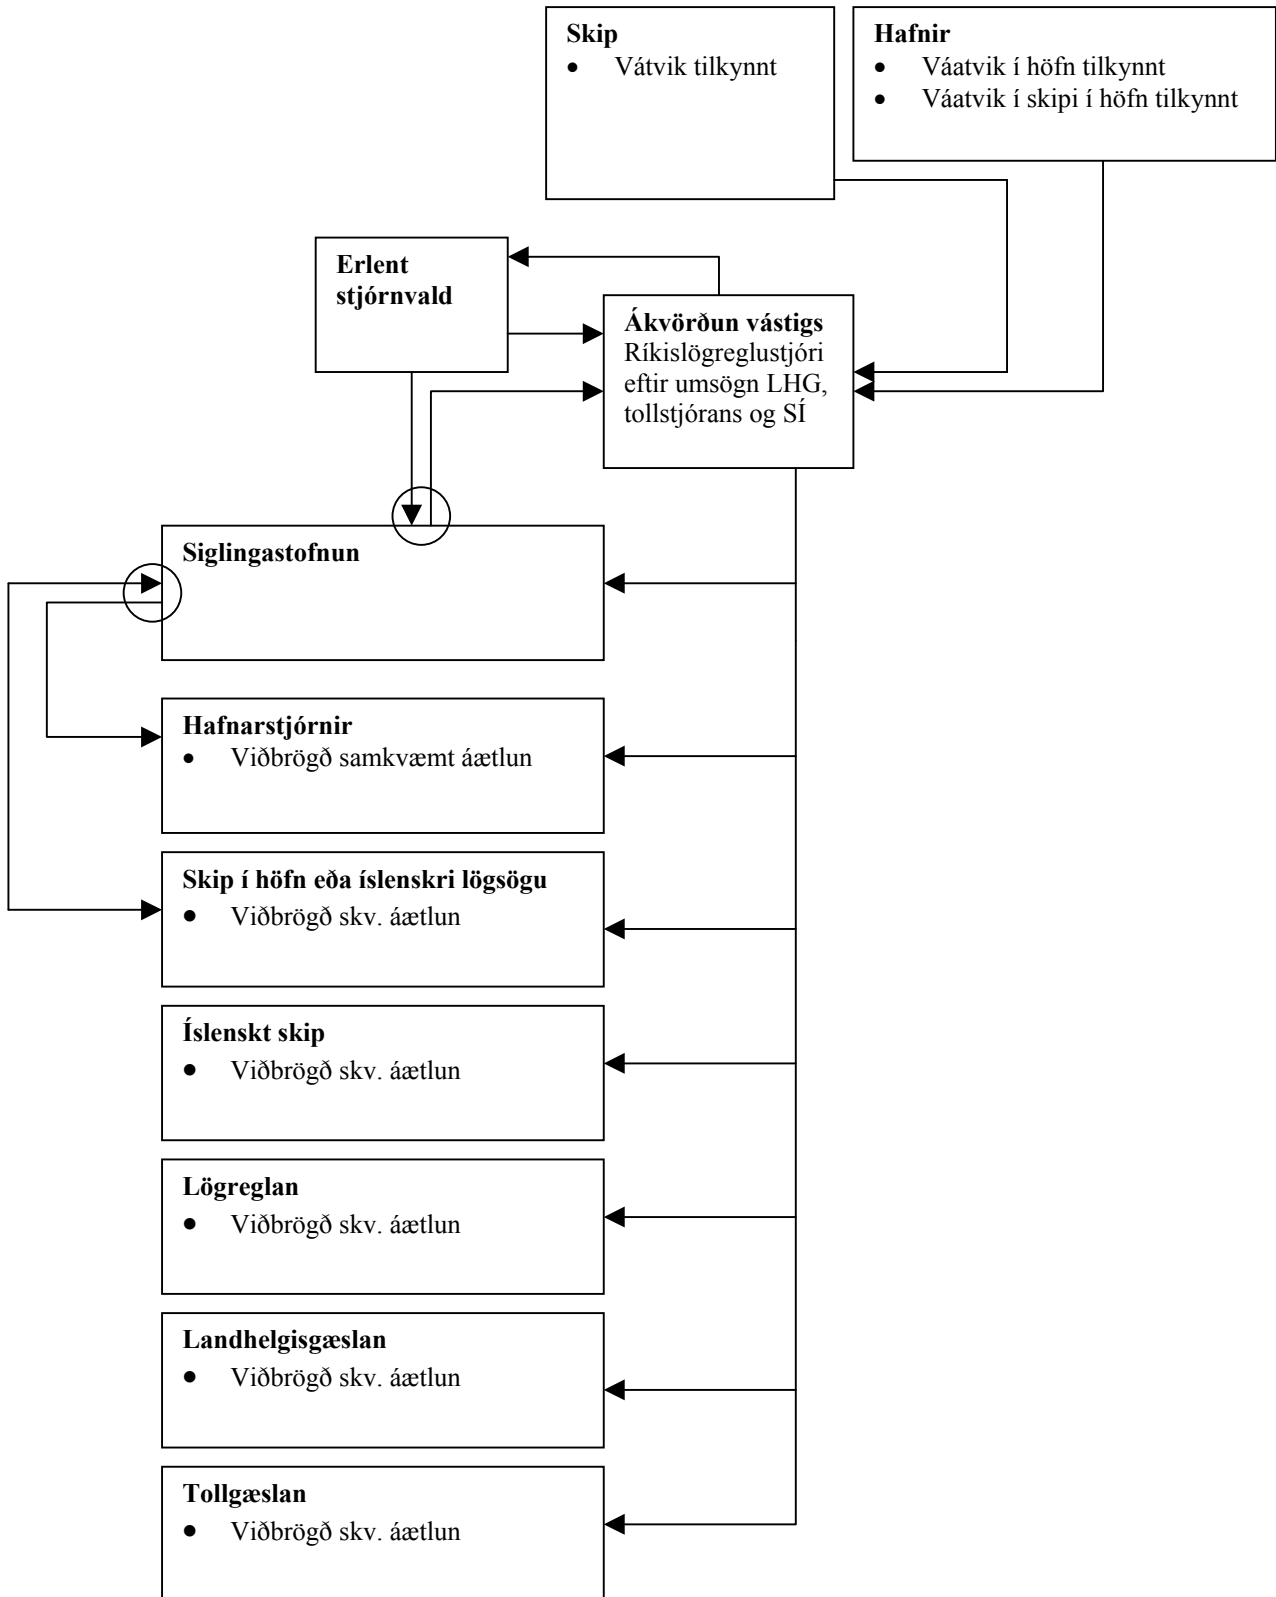 Skip
• Vátvik tilkynnt
Hafnir
• Váatvik í höfn tilkynnt
• Váatvik í skipi í höfn tilkynnt
Erlent
stjórnvald
Ákvörðun vástigs
Ríkislögreglustjóri
eftir umsögn LHG,
tollstjórans og SÍ
Siglingastofnun
Hafnarstjórnir
• Viðbrögð samkvæmt áætlun
Skip í höfn eða íslenskri lögsögu
• Viðbrögð skv. áætlun
Íslenskt skip
• Viðbrögð skv. áætlun
Lögreglan
• Viðbrögð skv. áætlun
Landhelgisgæslan
• Viðbrögð skv. áætlun
Tollgæslan
• Viðbrögð skv. áætlun